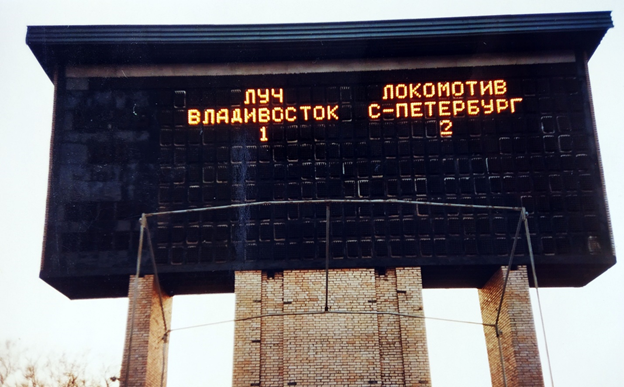 ЛУЧ
ВЛАДИВОСТОК
1
ЛОКОМОТИВ
С-ПЕТЕРБУРГ
2